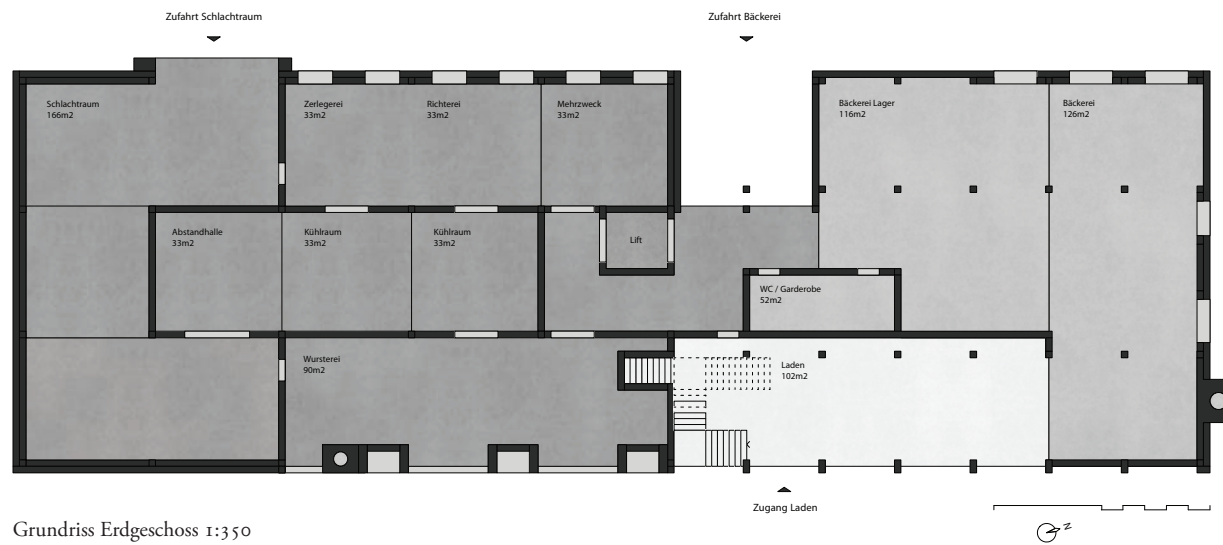 Zufahrt Schlachtraum
Zufahrt Bäckerei
Schlachtraum
166m2
Zerlegerei
33m2
Richterei
33m2
Mehrzweck
33m2
Bäckerei Lager
116m2
Bäckerei
126m2
Abstandhalle
33m2
Kühlraum
33m2
Kühlraum
33m2
Lift
WC / Garderobe
52m2
Wursterei
90m2
Laden
102m2
Zugang Laden
Grundriss Erdgeschoss 1:350
Z